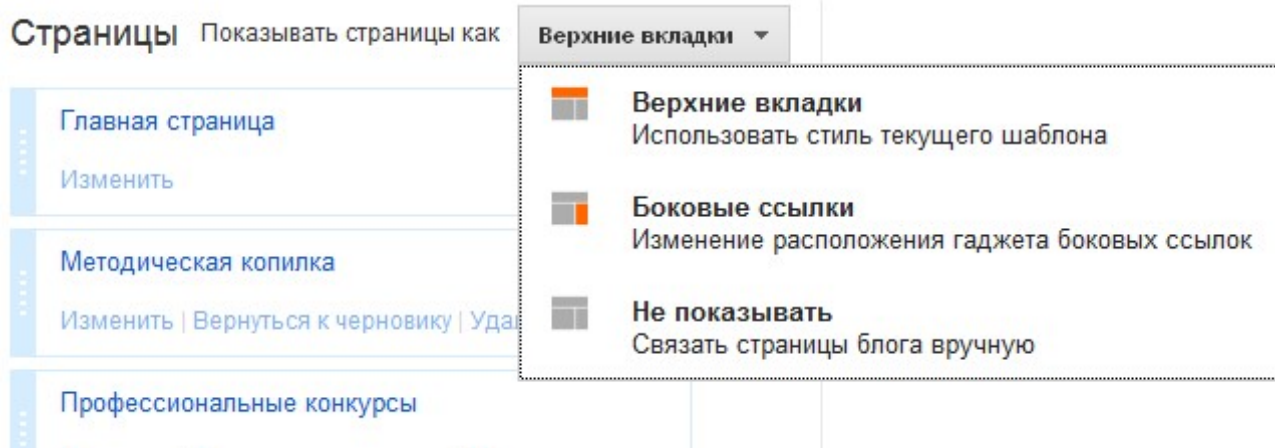 Страницы Показывать страницы как Верхние вкладки
Верхние вкладки
Использовать стиль текущего шаблона
Боковые ссылки
Изменение расположения гаджета боковых ссылок
Не показывать
Связать страницы блога вручную
Главная страница
Изменить
Методическая копилка
Изменить | Вернуться к черновику |
Профессиональные конкурсы